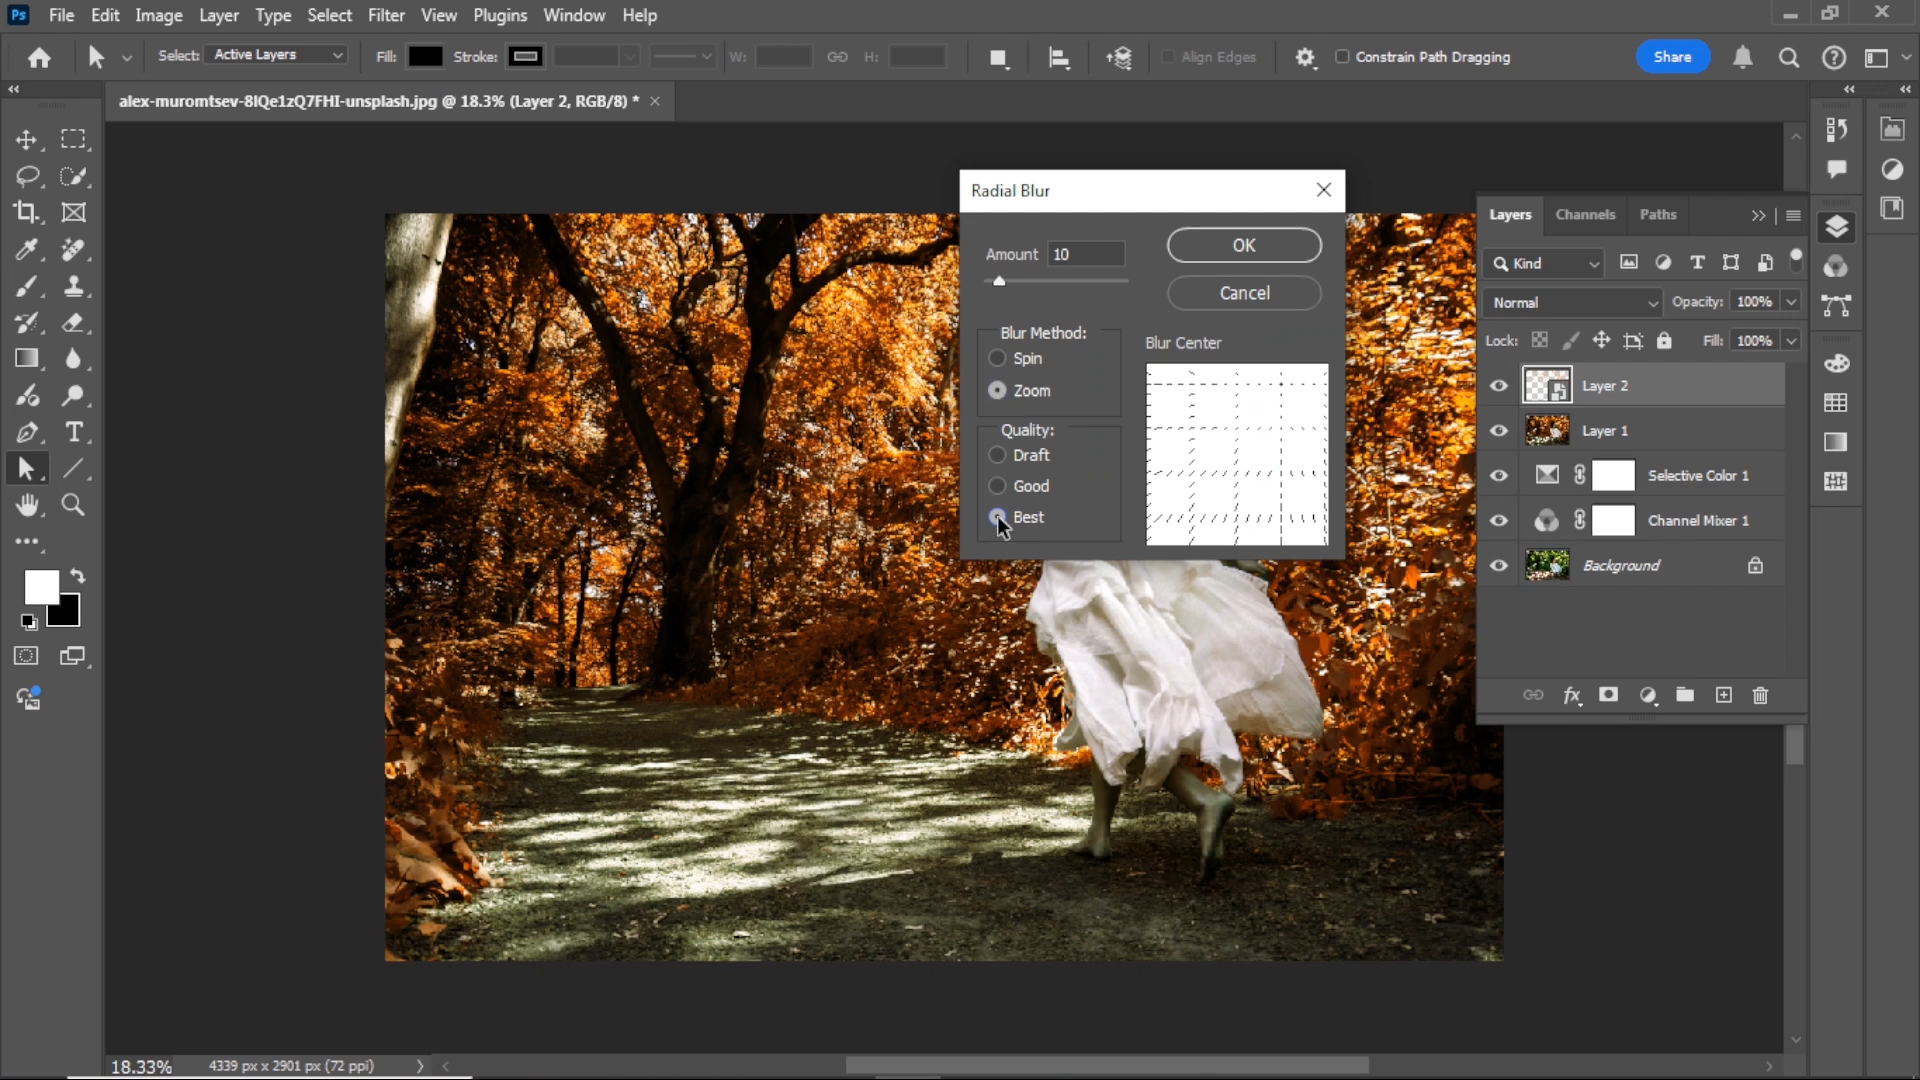 Ps File Edit Image Layer Type Select Filter View Plugins Window Help
Select: Active Layers Fill: Stroke: W: H: Align Edges Constrain Path Dragging Share
alex-muromtsev-8lQe1zQ7FHI-unsplash.jpg @ 18.3% (Layer 2, RGB/8) *
Radial Blur
Amount 10
OK
Cancel
Blur Method:
Spin
Zoom
Quality:
Draft
Good
Best
Blur Center
Layers Channels Paths
Kind
Normal Opacity: 100%
Lock: Fill: 100%
Layer 2
Layer 1
Selective Color 1
Channel Mixer 1
Background
fx
18.33% 4339 px x 2901 px (72 ppi)